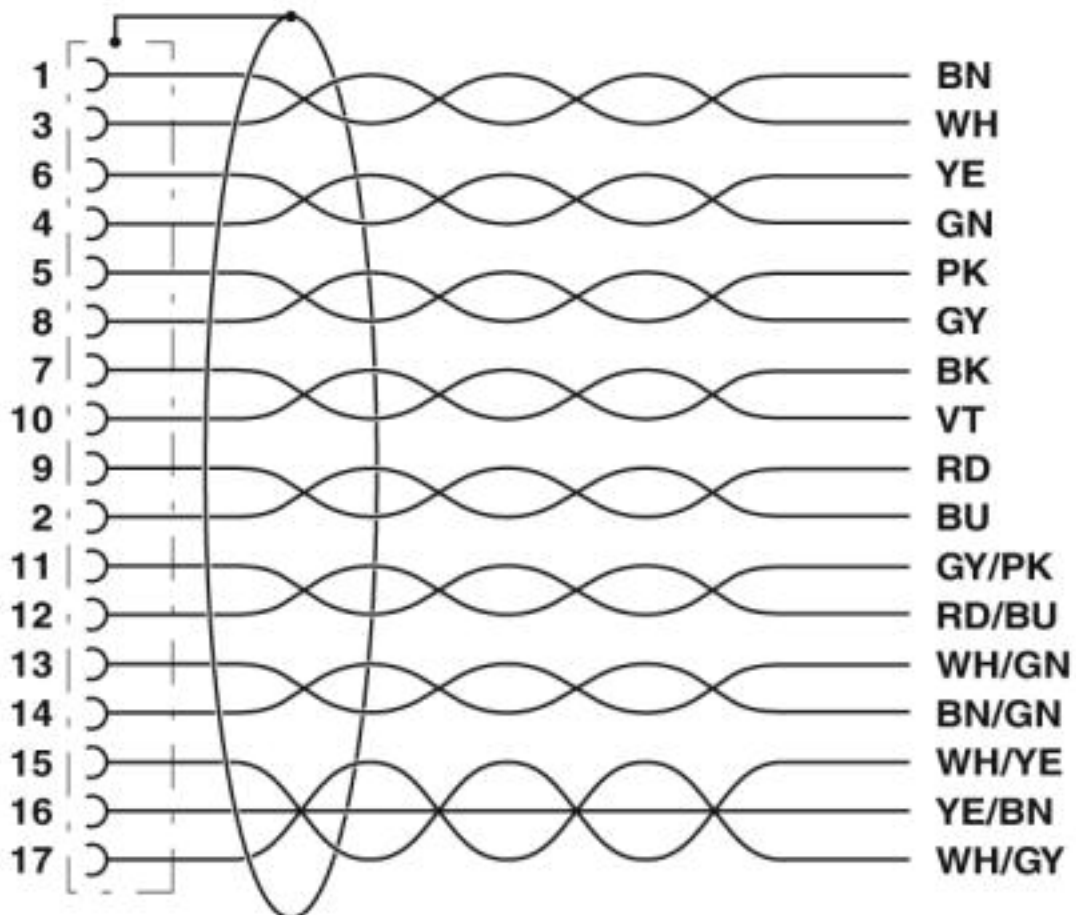 1 BN
3 WH
6 YE
4 GN
5 PK
8 GY
7 BK
10 VT
9 RD
2 BU
11 GY/PK
12 RD/BU
13 WH/GN
14 BN/GN
15 WH/YE
16 YE/BN
17 WH/GY